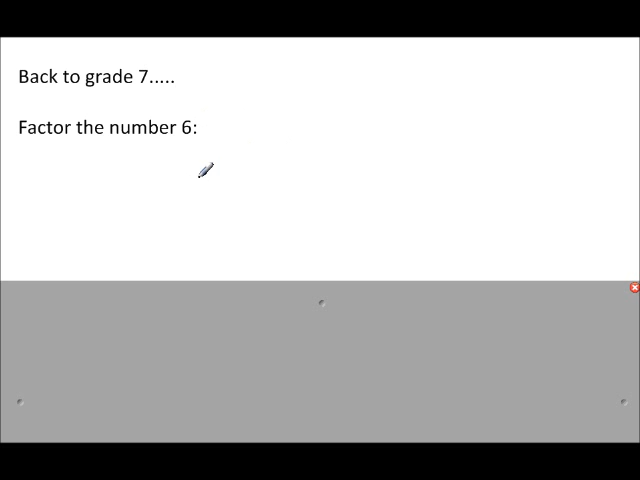 Back to grade 7.....
Factor the number 6: